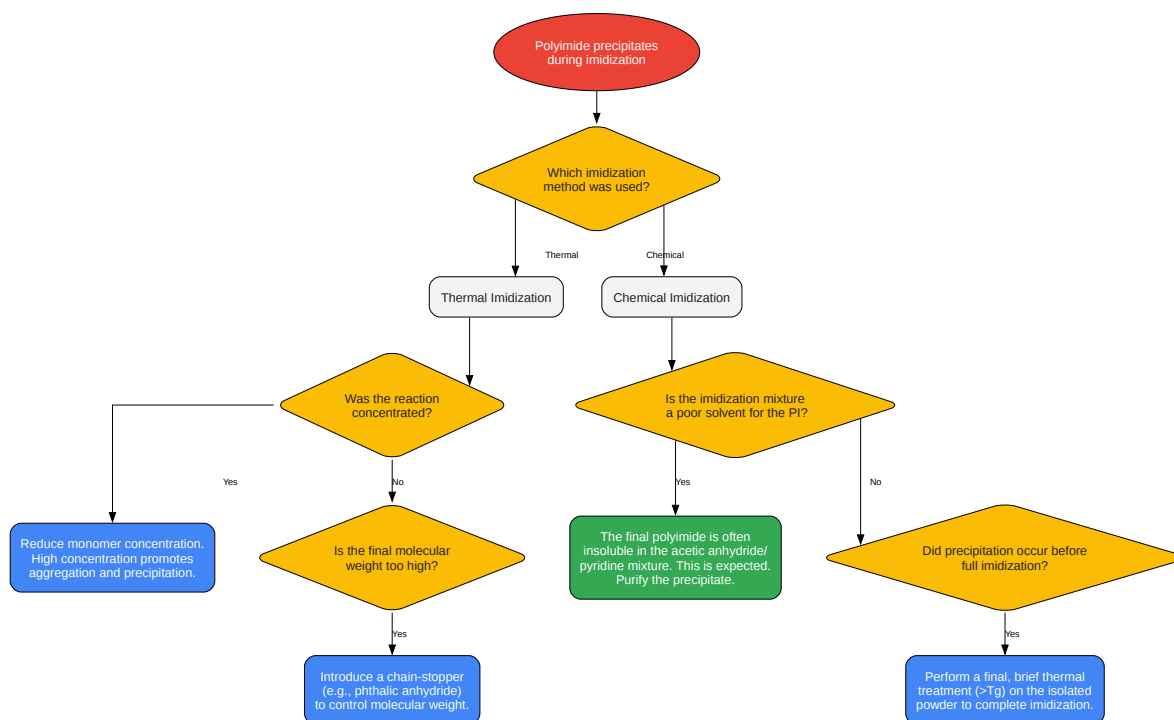 Polyimide precipitates
during imidization
Which imidization
method was used?
Thermal
Chemical
Thermal Imidization
Chemical Imidization
Was the reaction
concentrated?
Is the imidization mixture
a poor solvent for the PI?
Yes
No
Yes
No
Reduce monomer concentration.
High concentration promotes
aggregation and precipitation.
Is the final molecular
weight too high?
The final polyimide is often
insoluble in the acetic anhydride/
pyridine mixture. This is expected.
Purify the precipitate.
Did precipitation occur before
full imidization?
Yes
Yes
Introduce a chain-stopper
(e.g., phthalic anhydride)
to control molecular weight.
Perform a final, brief thermal
treatment (>Tg) on the isolated
powder to complete imidization.